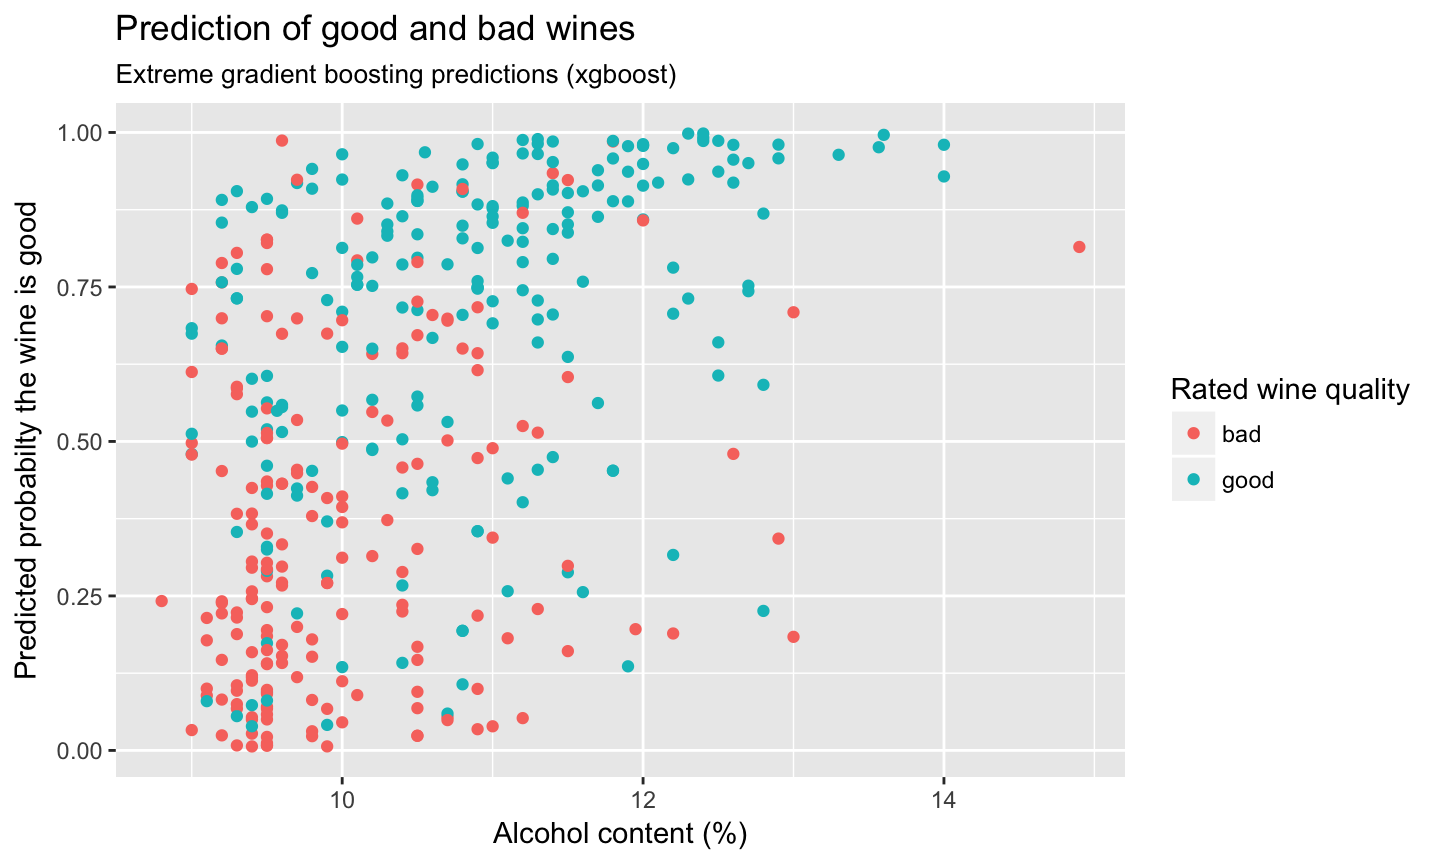 Prediction of good and bad wines
Extreme gradient boosting predictions (xgboost)
Predicted probabilty the wine is good
1.00
0.75
0.50
0.25
0.00
10 12 14
Alcohol content (%)
Rated wine quality
bad
good